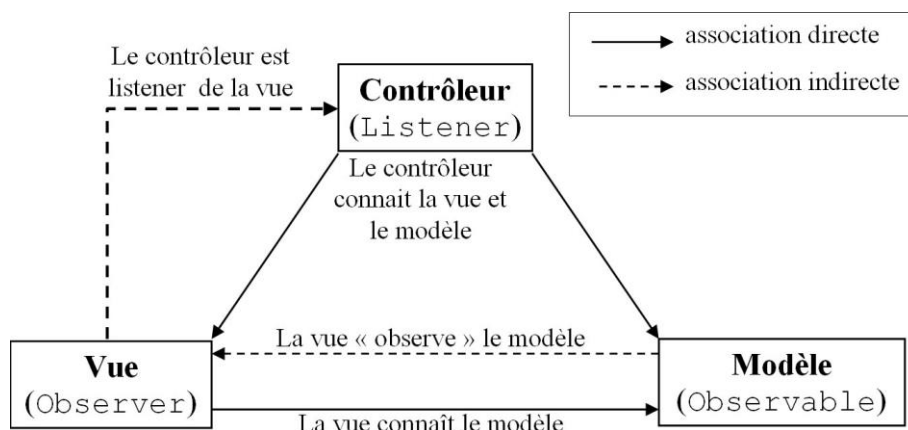 association directe
association indirecte
Le contrôleur est
listener de la vue
Contrôleur
(Listener)
Le contrôleur
connait la vue et
le modèle
La vue « observe » le modèle
Vue
(Observer)
Modèle
(Observable)
La vue connaît le modèle